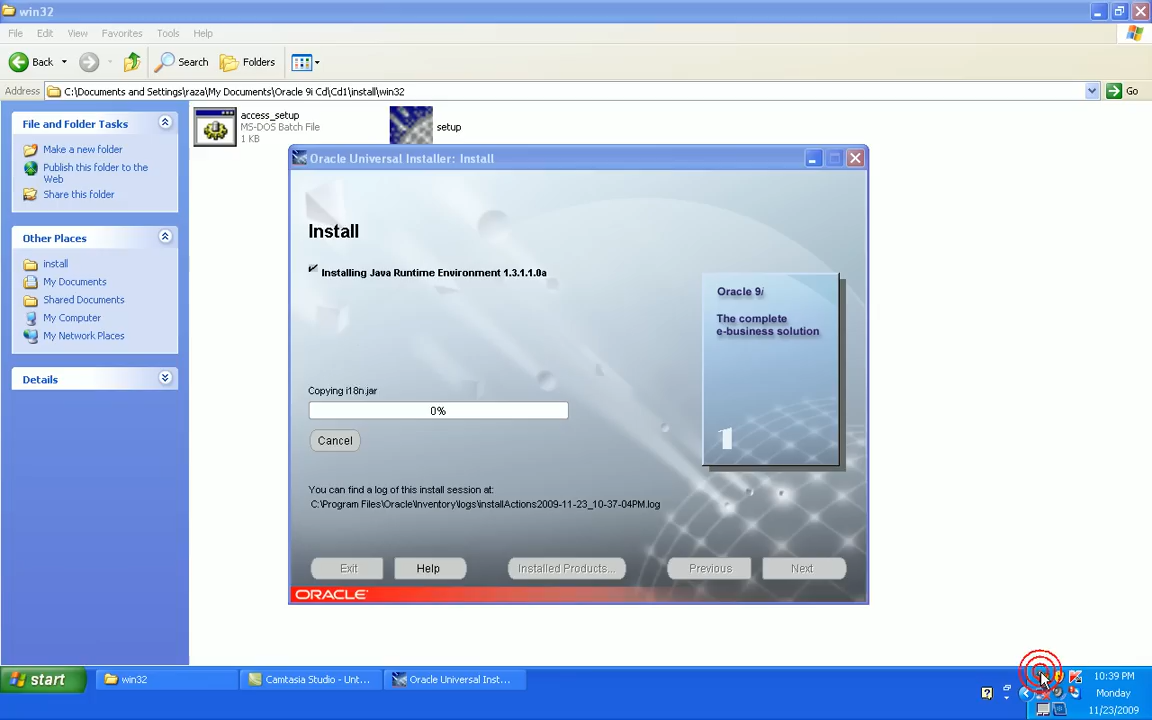 win32
File Edit View Favorites Tools Help
Back Search Folders
Address C:\Documents and Settings\raza\My Documents\Oracle 9i Cd\Cd1\install\win32 Go
File and Folder Tasks
Make a new folder
Publish this folder to the
Web
Share this folder
Other Places
install
My Documents
Shared Documents
My Computer
My Network Places
Details
access_setup
MS-DOS Batch File
1 KB
setup
Oracle Universal Installer: Install
Install
Installing Java Runtime Environment 1.3.1.1.0a
Oracle 9i
The complete
e-business solution
Copying i18n.jar
0%
Cancel
You can find a log of this install session at:
C:\Program Files\Oracle\Inventory\logs\installActions2009-11-23_10-37-04PM.log
Exit Help Installed Products... Previous Next
ORACLE
start win32 Camtasia Studio - Unt... Oracle Universal Inst...
10:39 PM
Monday
11/23/2009